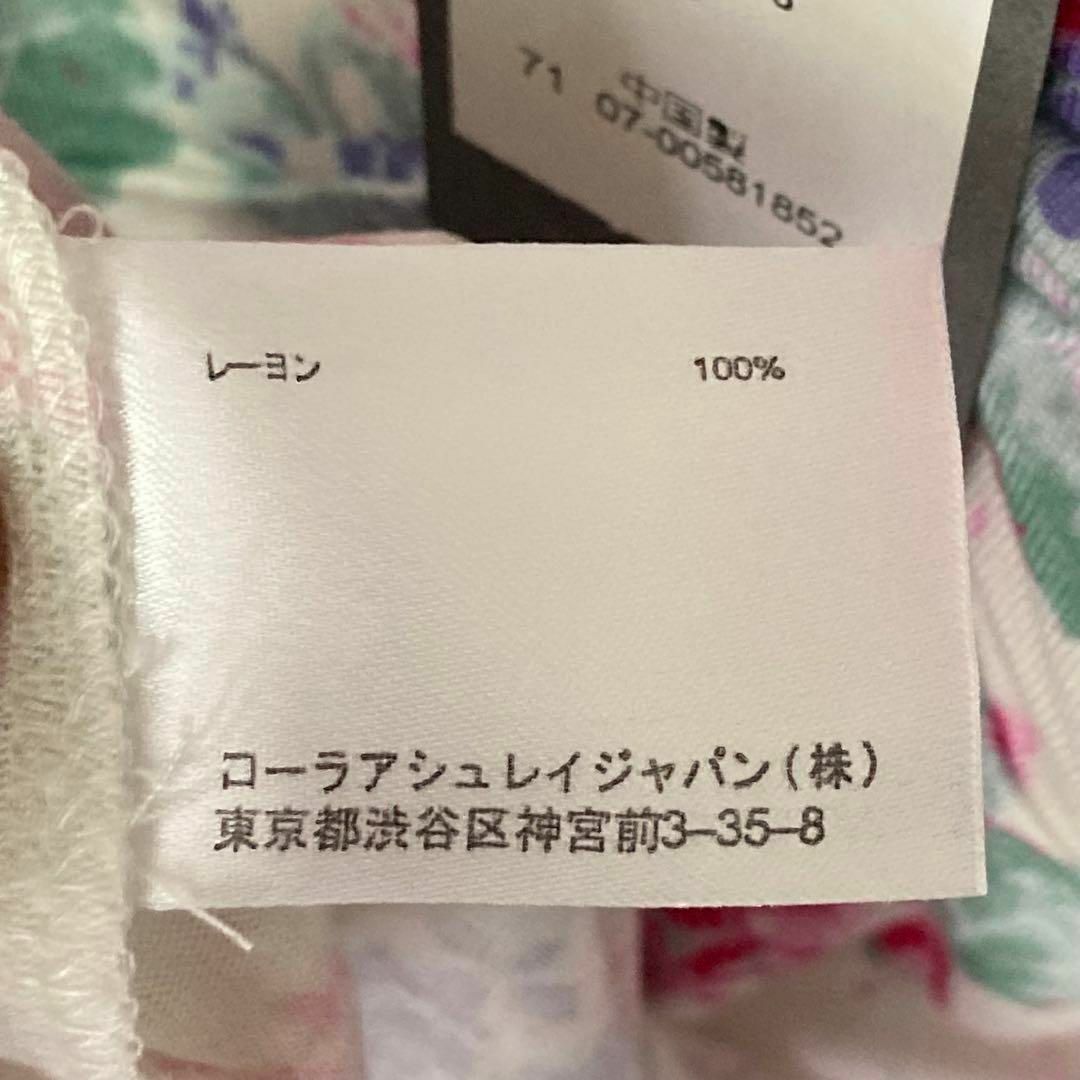 中国製
71 07-00581852
レーヨン 100%
コーラアシュレイジャパン(株)
東京都渋谷区神宮前3-35-8